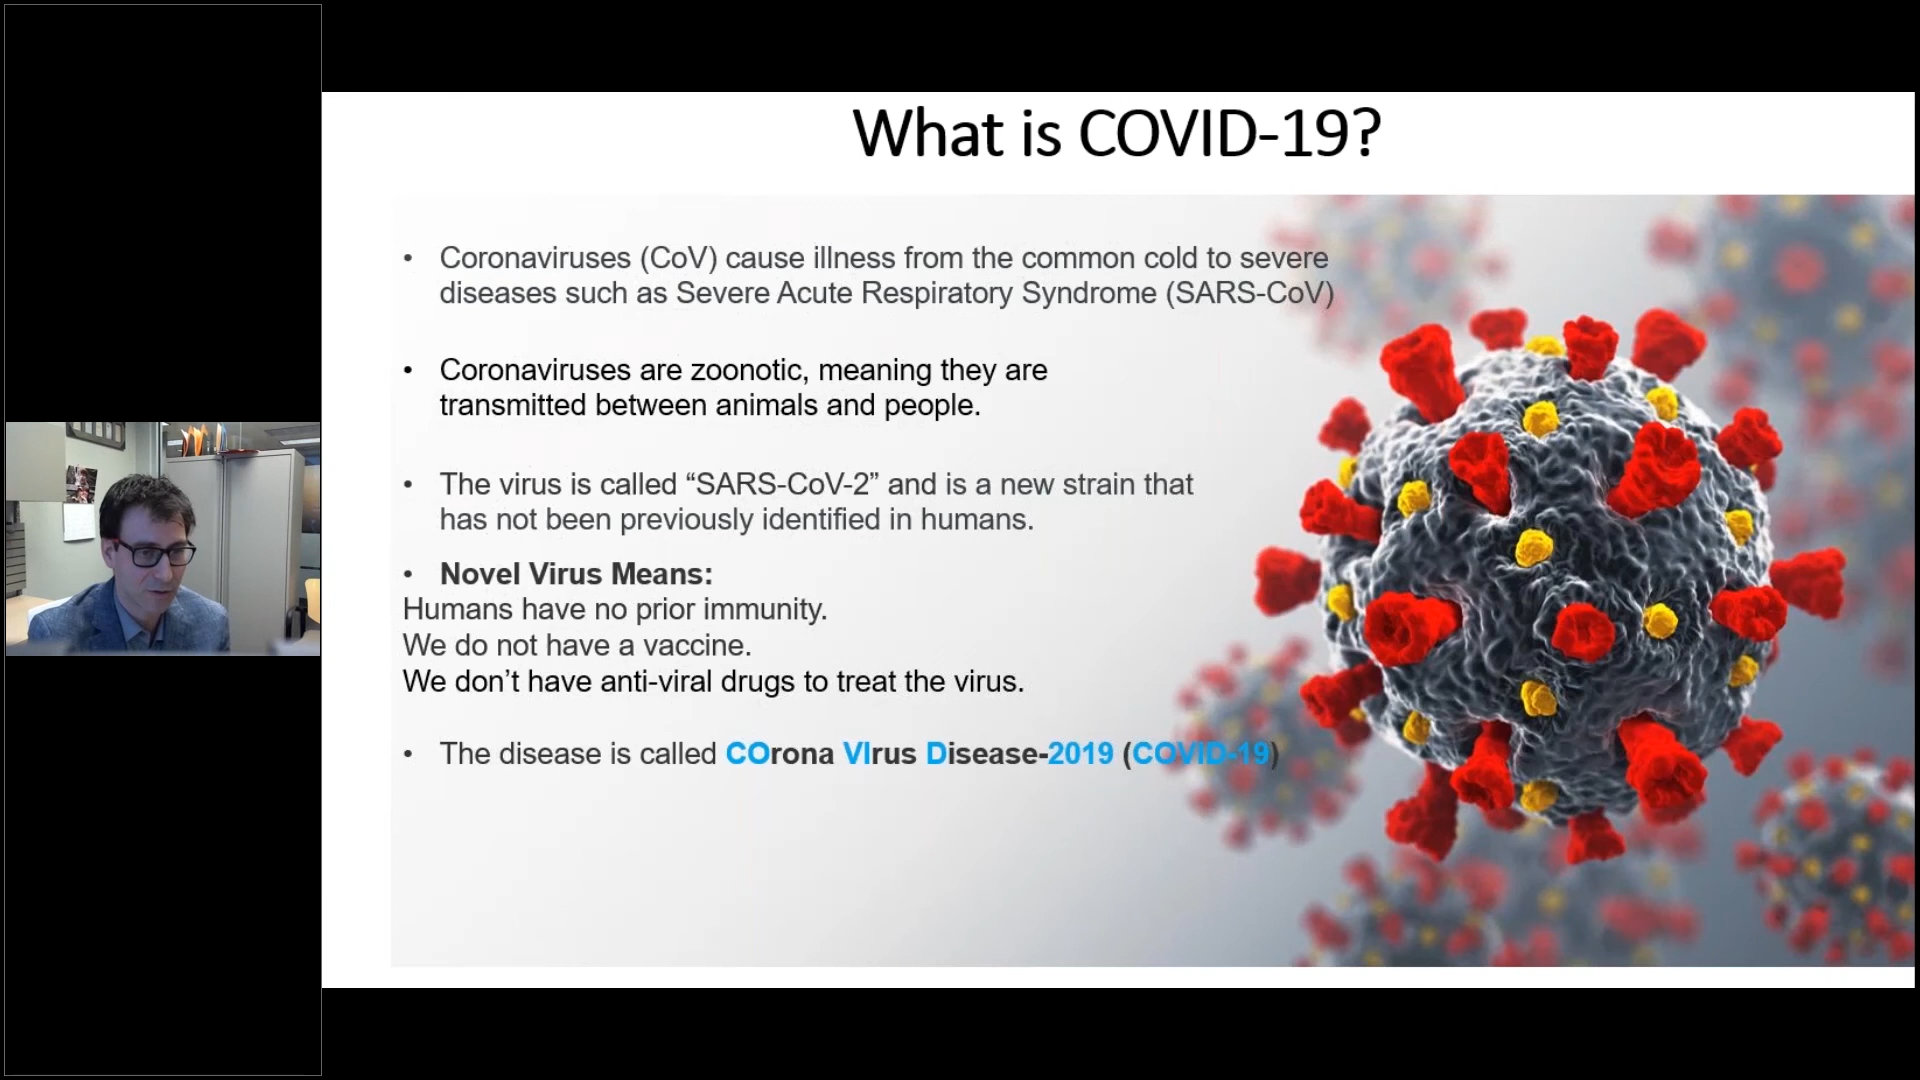 What is COVID-19?
• Coronaviruses (CoV) cause illness from the common cold to severe
diseases such as Severe Acute Respiratory Syndrome (SARS-CoV)
• Coronaviruses are zoonotic, meaning they are
transmitted between animals and people.
• The virus is called “SARS-CoV-2” and is a new strain that
has not been previously identified in humans.
• Novel Virus Means:
Humans have no prior immunity.
We do not have a vaccine.
We don’t have anti-viral drugs to treat the virus.
• The disease is called COrona VIrus Disease-2019 (COVID-19)